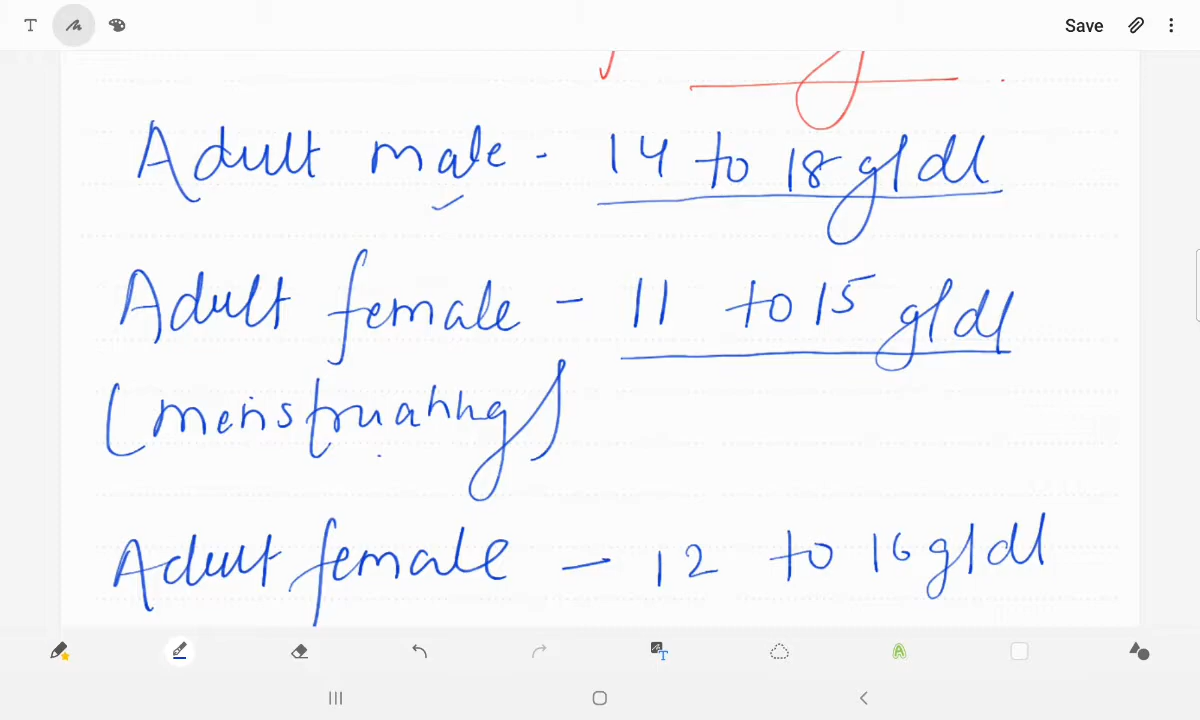 T Save
Adult male - 14 to 18 g/dl
Adult female - 11 to 15 g/dl
(menstruating)
Adult female - 12 to 16 g/dl
T
A